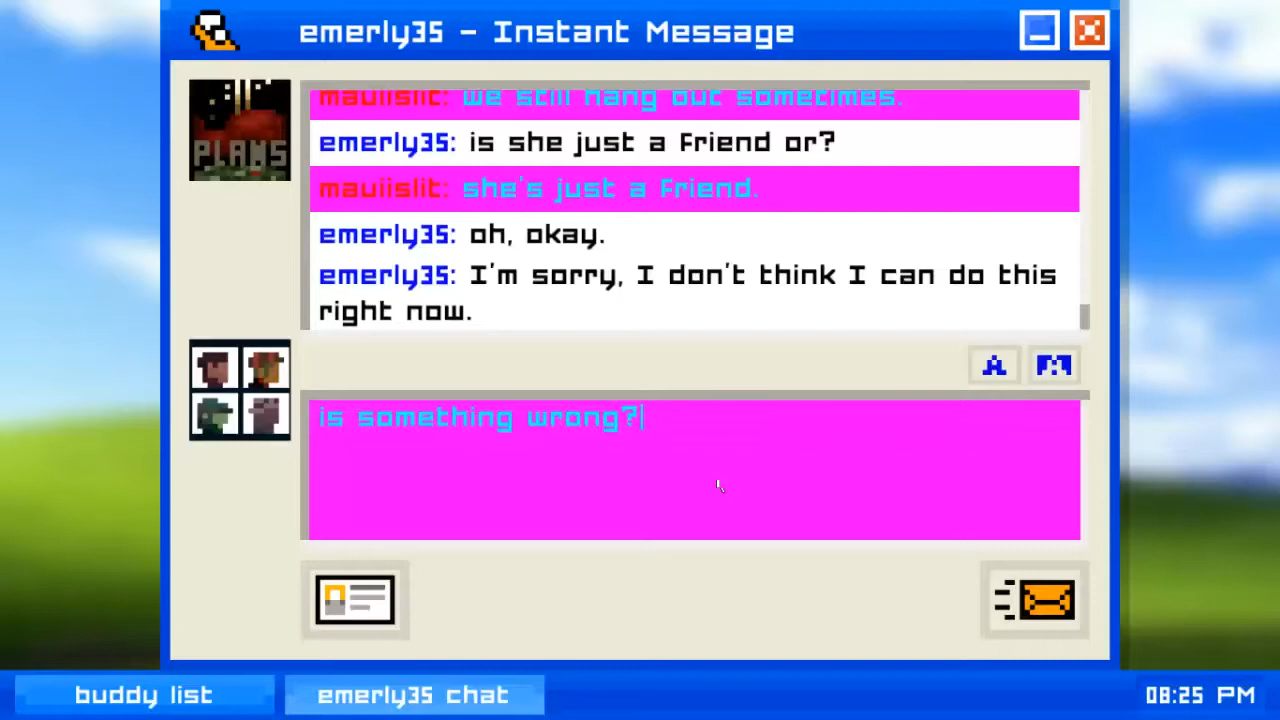 emerly35 - Instant Message
PLANS
mauiislit: we still hang out sometimes.
emerly35: is she just a friend or?
mauiislit: she's just a friend.
emerly35: oh, okay.
emerly35: I'm sorry, I don't think I can do this
right now.
A
is something wrong?
buddy list
emerly35 chat
08:25 PM